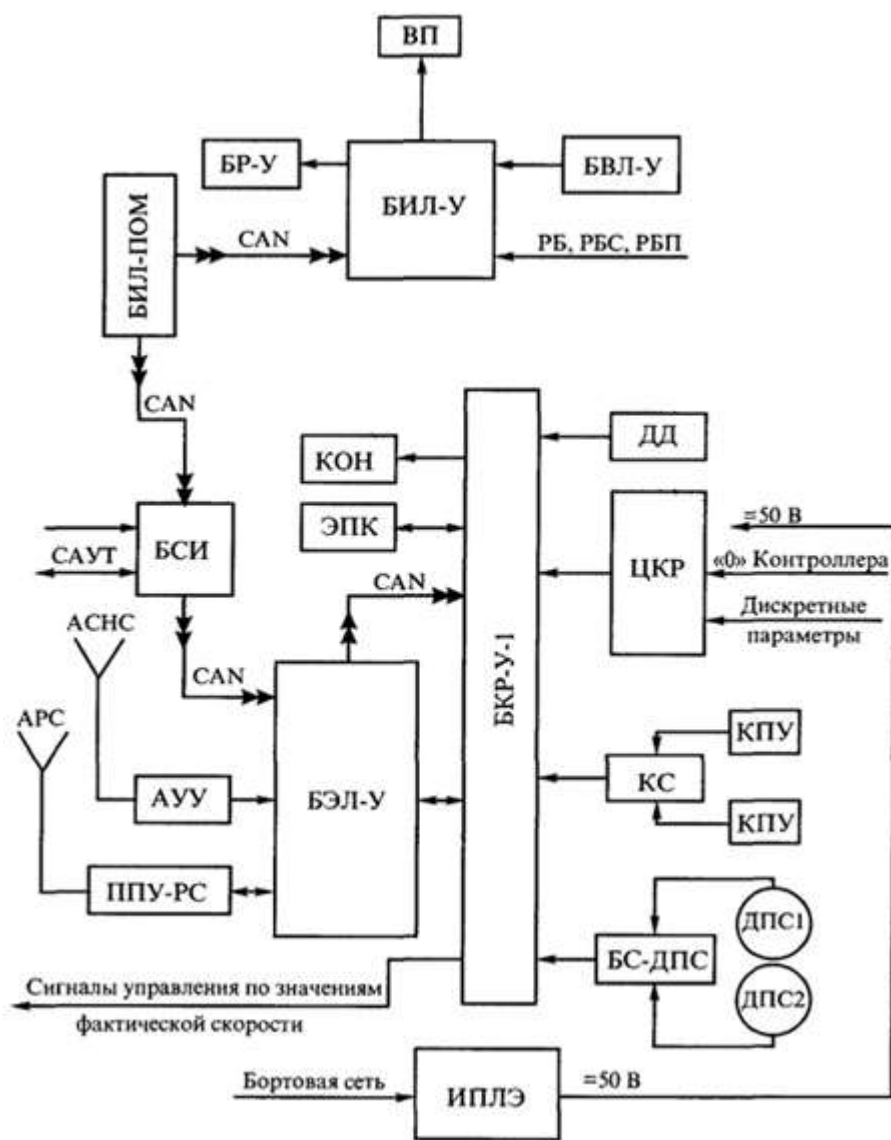 ВП
БР-У
БИЛ-У
БВЛ-У
БИЛ-ПОМ
CAN
РБ, РБС, РБП
CAN
КОН
ДД
ЭПК
БСИ
САУТ
CAN
ЦКР
=50 В
«0» Контроллера
Дискретные
параметры
АСНС
CAN
БКР-У-1
АРС
АУУ
БЭЛ-У
КС
КПУ
КПУ
ППУ-РС
БС-ДПС
ДПС1
ДПС2
Сигналы управления по значениям
фактической скорости
Бортовая сеть
ИПЛЭ
=50 В